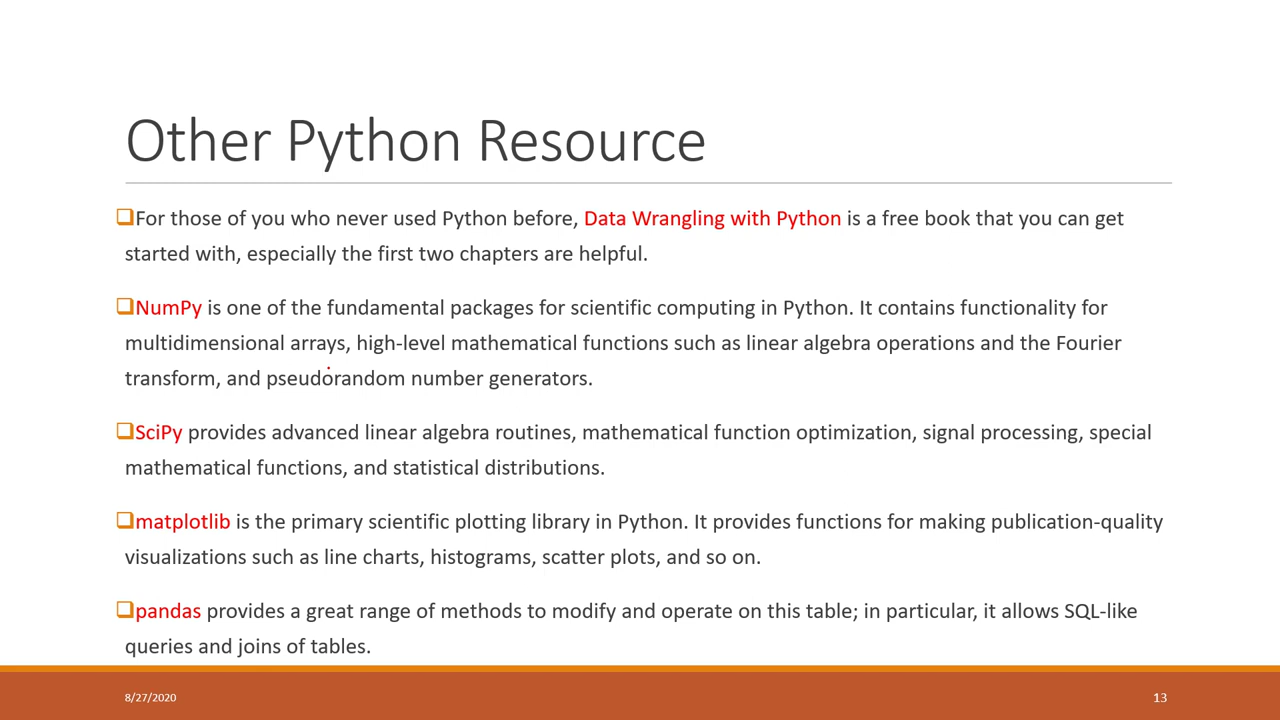 Other Python Resource
For those of you who never used Python before, Data Wrangling with Python is a free book that you can get
started with, especially the first two chapters are helpful.
NumPy is one of the fundamental packages for scientific computing in Python. It contains functionality for
multidimensional arrays, high-level mathematical functions such as linear algebra operations and the Fourier
transform, and pseudorandom number generators.
SciPy provides advanced linear algebra routines, mathematical function optimization, signal processing, special
mathematical functions, and statistical distributions.
matplotlib is the primary scientific plotting library in Python. It provides functions for making publication-quality
visualizations such as line charts, histograms, scatter plots, and so on.
pandas provides a great range of methods to modify and operate on this table; in particular, it allows SQL-like
queries and joins of tables.
8/27/2020
13